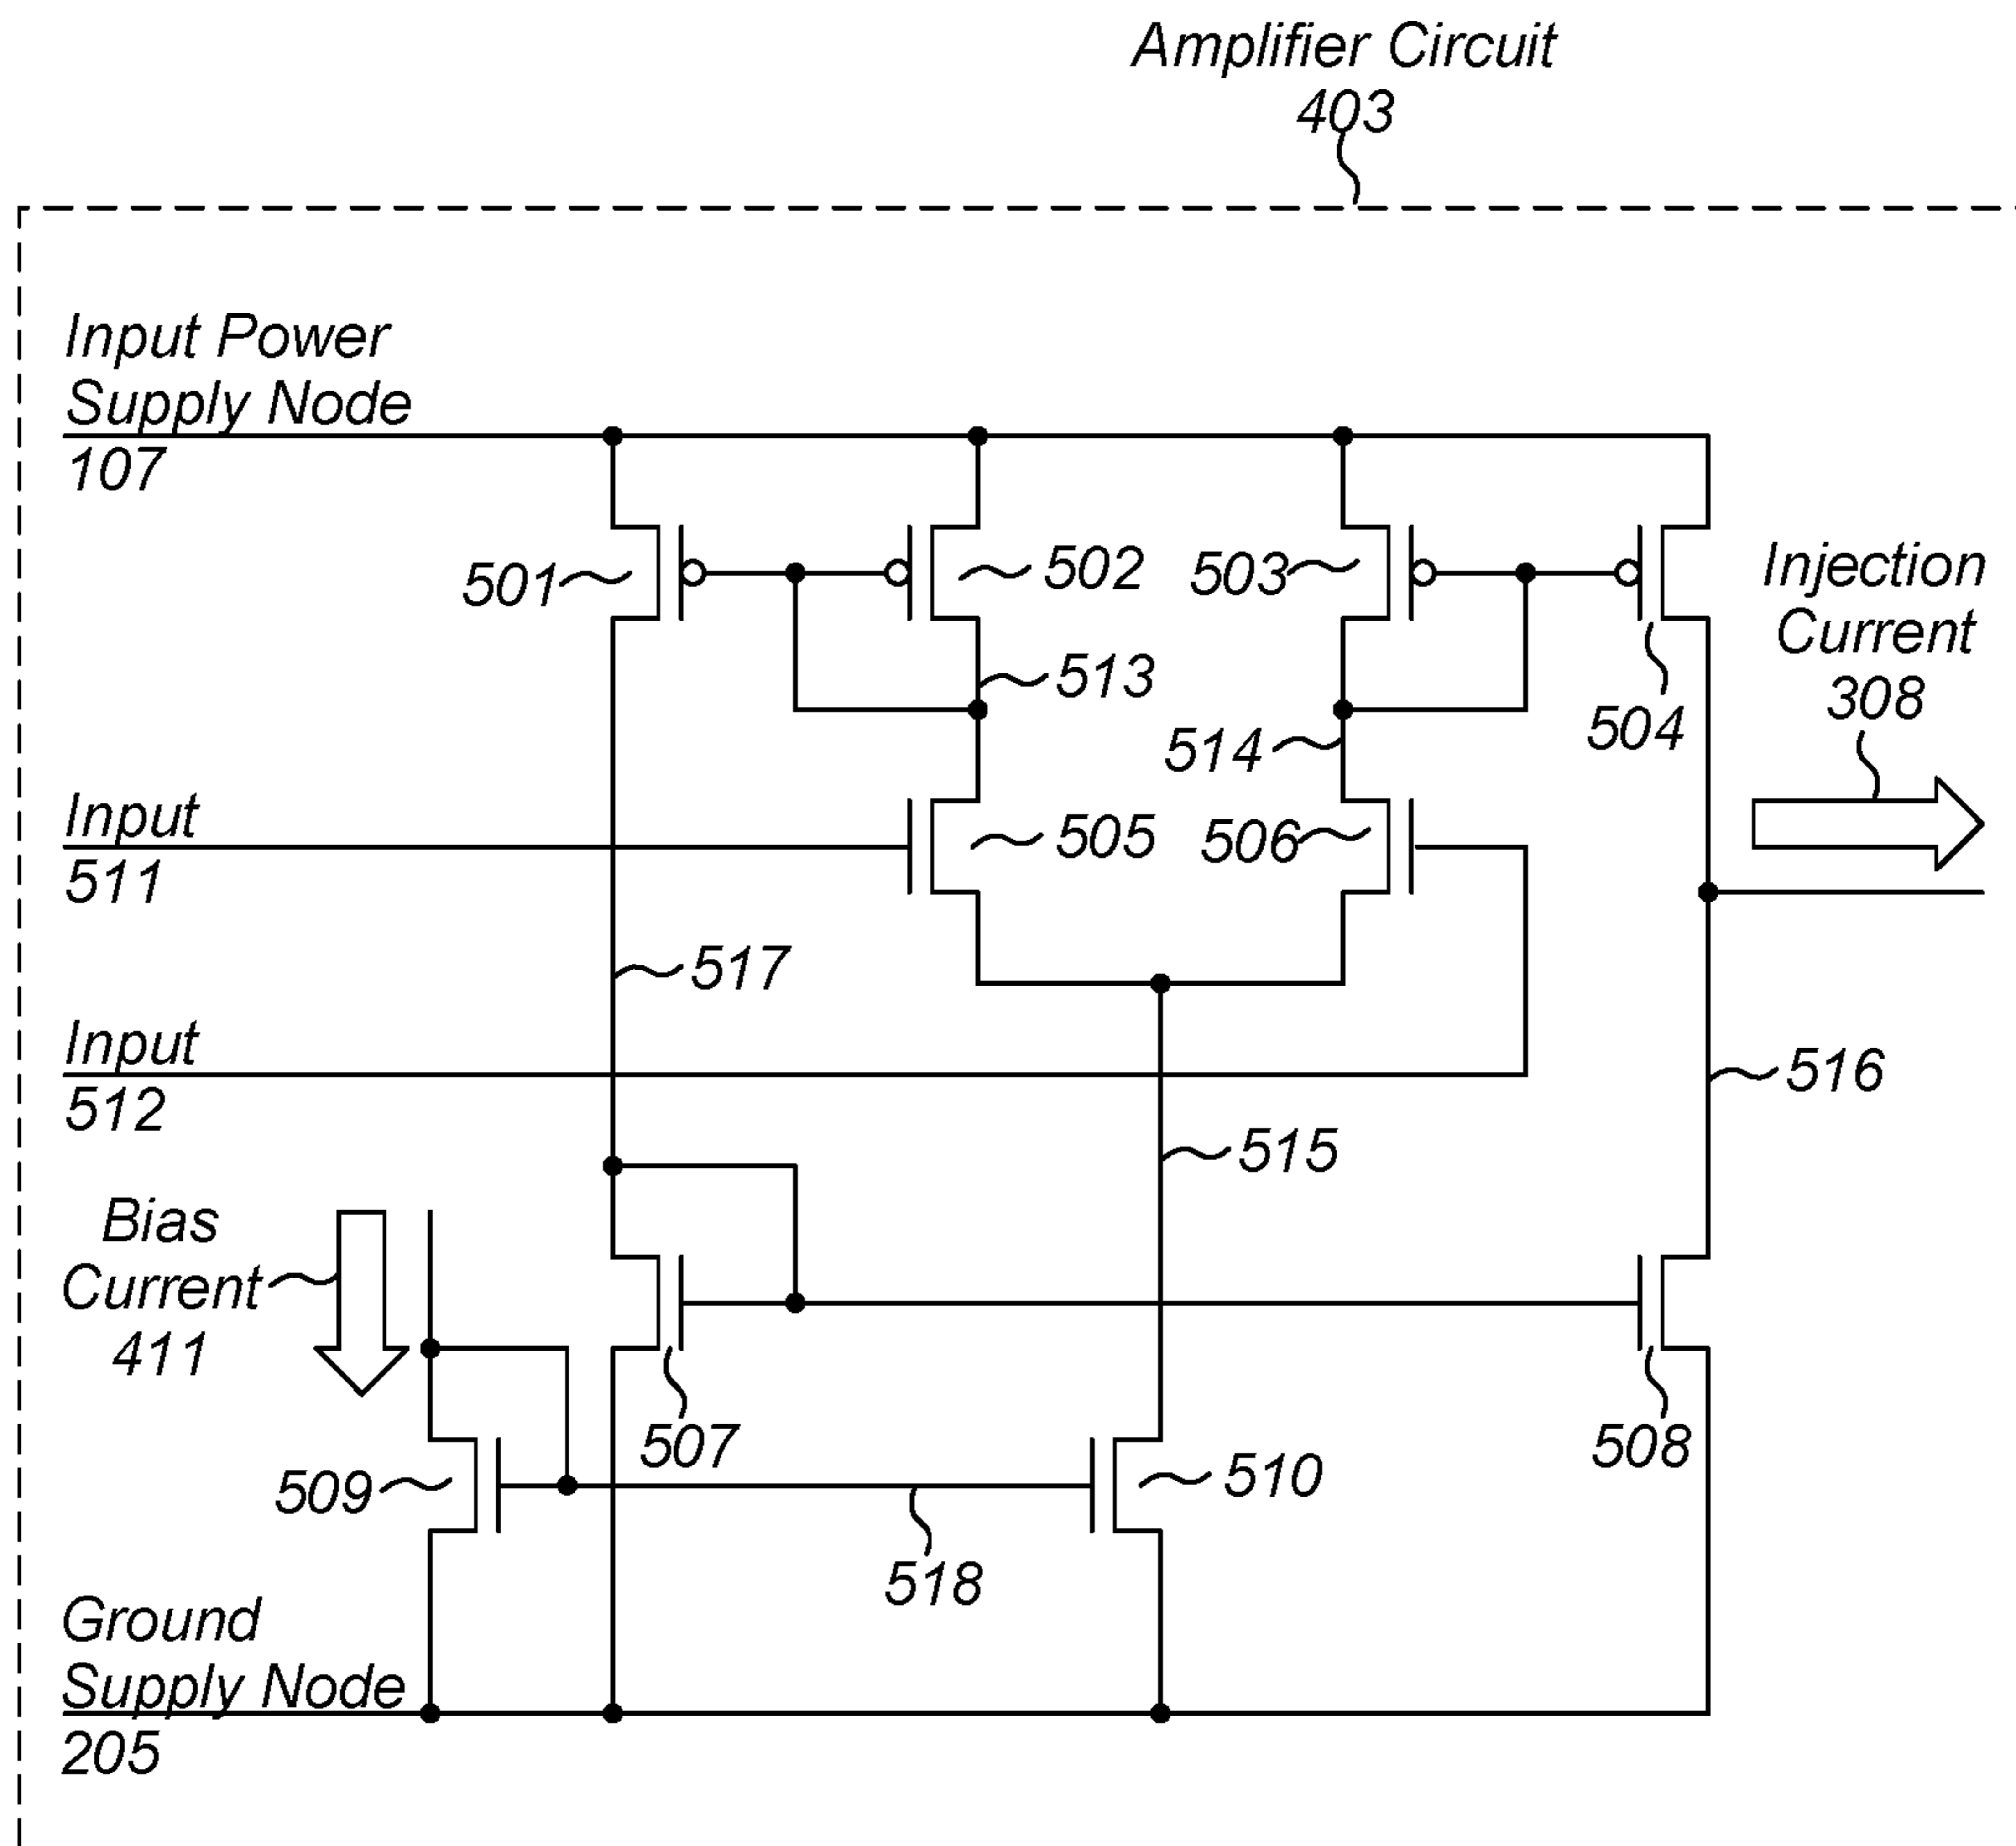 Amplifier Circuit
403
Input Power
Supply Node
107
501
502
503
504
Injection
Current
308
513
514
Input
511
505
506
517
Input
512
516
515
Bias
Current
411
507
508
509
510
518
Ground
Supply Node
205